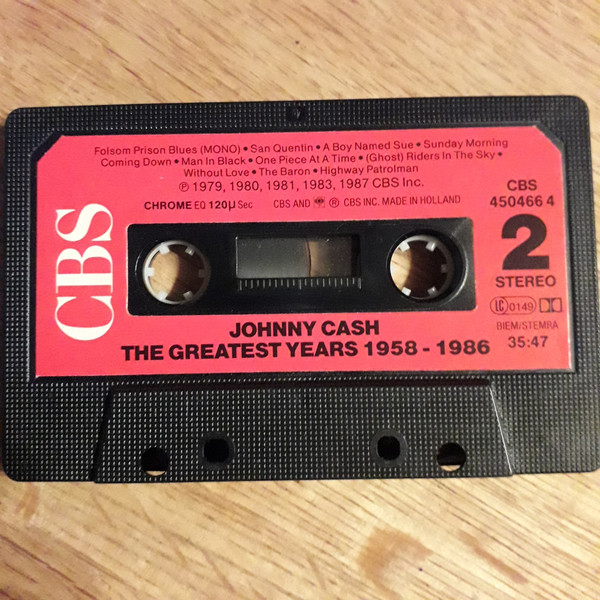 Folsom Prison Blues (MONO) • San Quentin • A Boy Named Sue • Sunday Morning
Coming Down • Man In Black • One Piece At A Time • (Ghost) Riders In The Sky •
Without Love • The Baron • Highway Patrolman
℗ 1979, 1980, 1981, 1983, 1987 CBS Inc.
CHROME EQ 120µ Sec CBS AND ® CBS INC. MADE IN HOLLAND
CBS
450466 4
2
STEREO
LC 0149
BIEM/STEMRA
35:47
CBS
JOHNNY CASH
THE GREATEST YEARS 1958 - 1986